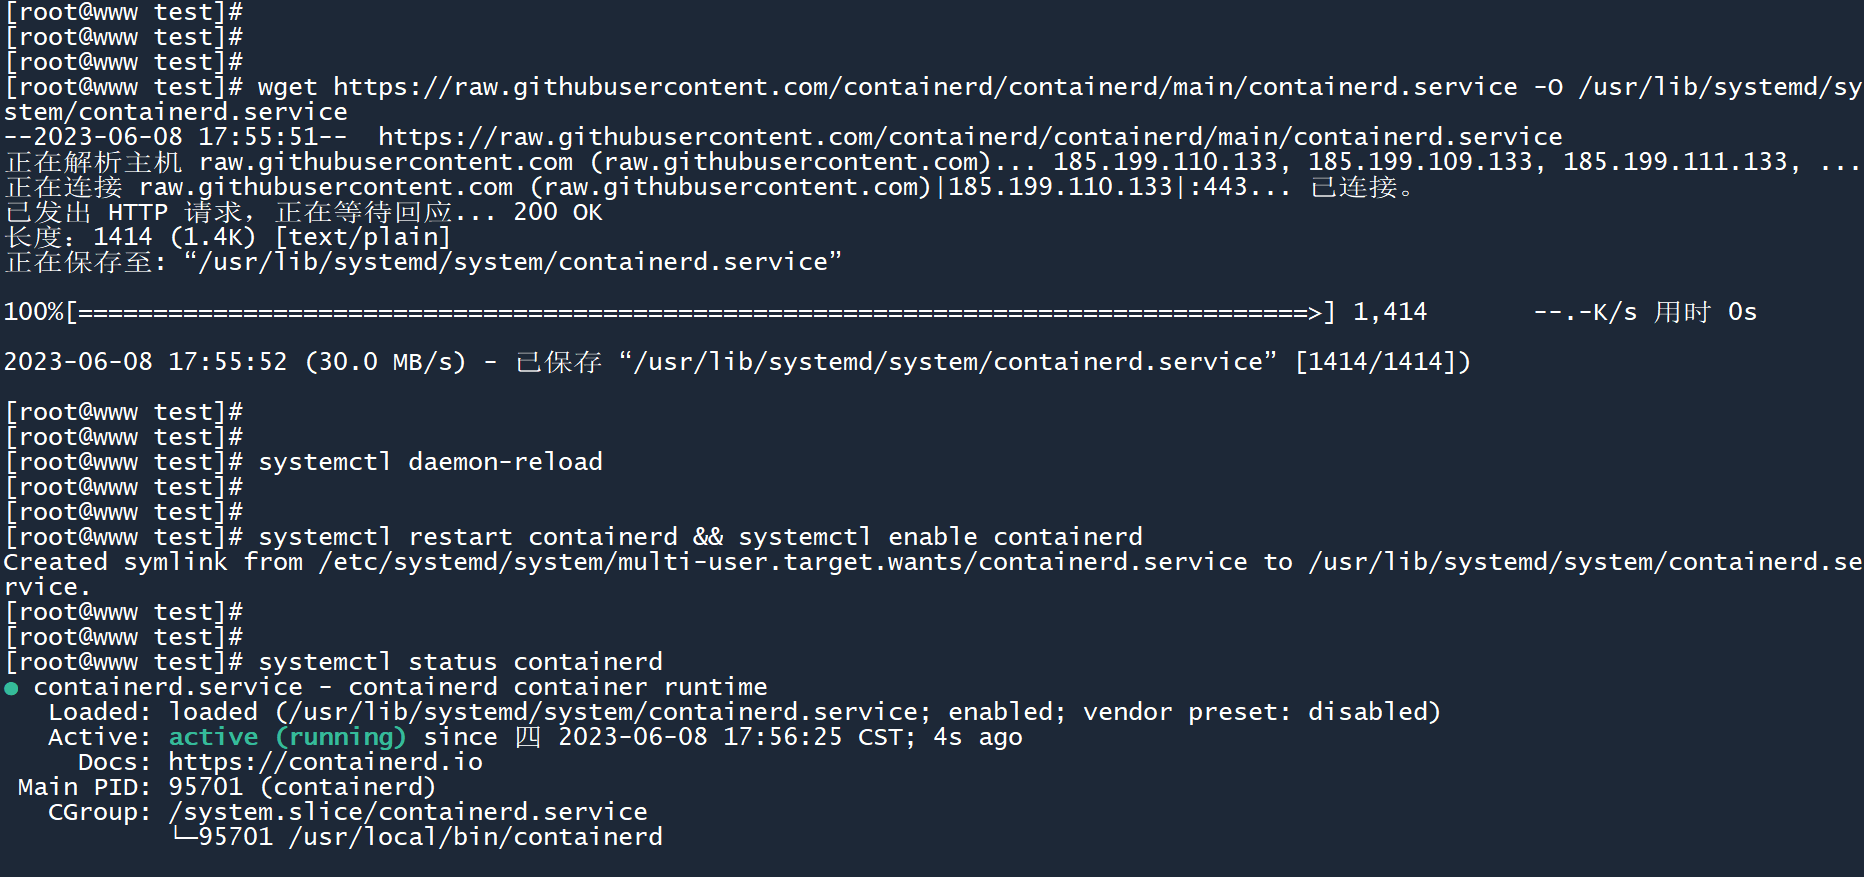 [root@www test]#
[root@www test]#
[root@www test]#
[root@www test]# wget https://raw.githubusercontent.com/containerd/containerd/main/containerd.service -O /usr/lib/systemd/sy
stem/containerd.service
--2023-06-08 17:55:51--  https://raw.githubusercontent.com/containerd/containerd/main/containerd.service
正在解析主机 raw.githubusercontent.com (raw.githubusercontent.com)... 185.199.110.133, 185.199.109.133, 185.199.111.133, ...
正在连接 raw.githubusercontent.com (raw.githubusercontent.com)|185.199.110.133|:443... 已连接。
已发出 HTTP 请求，正在等待回应... 200 OK
长度：1414 (1.4K) [text/plain]
正在保存至: “/usr/lib/systemd/system/containerd.service”
100%[==================================================================================>] 1,414       --.-K/s 用时 0s
2023-06-08 17:55:52 (30.0 MB/s) - 已保存 “/usr/lib/systemd/system/containerd.service” [1414/1414])
[root@www test]#
[root@www test]#
[root@www test]# systemctl daemon-reload
[root@www test]#
[root@www test]#
[root@www test]# systemctl restart containerd && systemctl enable containerd
Created symlink from /etc/systemd/system/multi-user.target.wants/containerd.service to /usr/lib/systemd/system/containerd.se
rvice.
[root@www test]#
[root@www test]#
[root@www test]# systemctl status containerd
● containerd.service - containerd container runtime
   Loaded: loaded (/usr/lib/systemd/system/containerd.service; enabled; vendor preset: disabled)
   Active: active (running) since 四 2023-06-08 17:56:25 CST; 4s ago
     Docs: https://containerd.io
 Main PID: 95701 (containerd)
   CGroup: /system.slice/containerd.service
           └─95701 /usr/local/bin/containerd